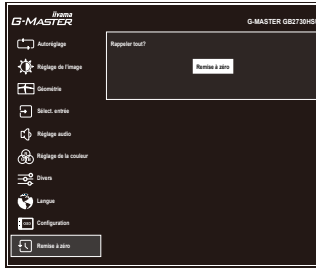 iiyama
G-MASTER
G-MASTER GB2730HSU
Autoréglage
Rappeler tout?
Remise à zéro
Réglage de l'image
Géométrie
Sélect. entrée
Réglage audio
Réglage de la couleur
Divers
Langue
OSD
Configuration
Remise à zéro